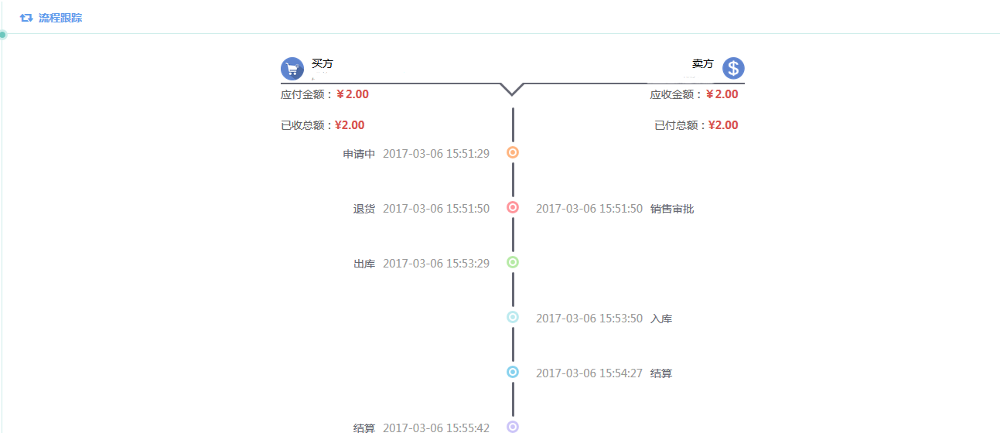 流程跟踪
买方
卖方
应付金额：￥2.00
应收金额：￥2.00
已收总额：¥2.00
已付总额：¥2.00
申请中 2017-03-06 15:51:29
退货 2017-03-06 15:51:50
2017-03-06 15:51:50 销售审批
出库 2017-03-06 15:53:29
2017-03-06 15:53:50 入库
2017-03-06 15:54:27 结算
结算 2017-03-06 15:55:42